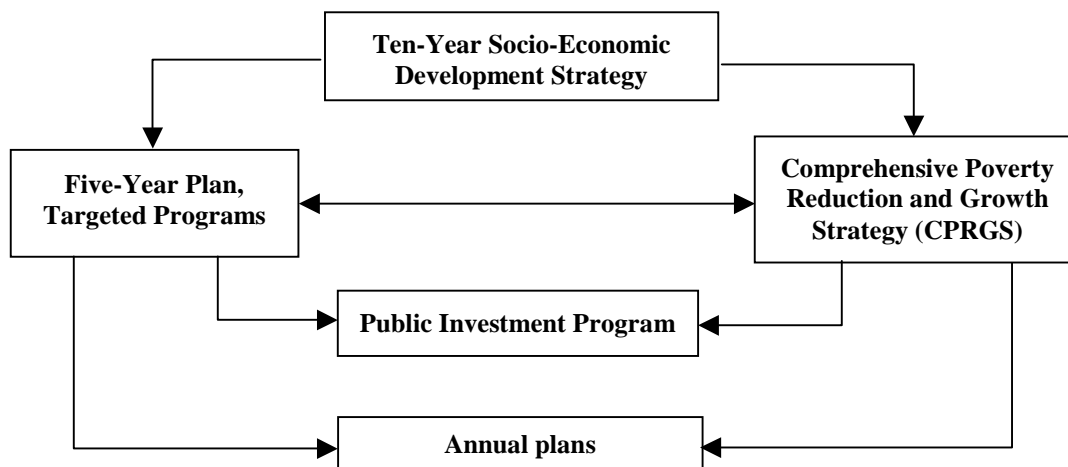 Ten-Year Socio-Economic
Development Strategy
Five-Year Plan,
Targeted Programs
Comprehensive Poverty
Reduction and Growth
Strategy (CPRGS)
Public Investment Program
Annual plans